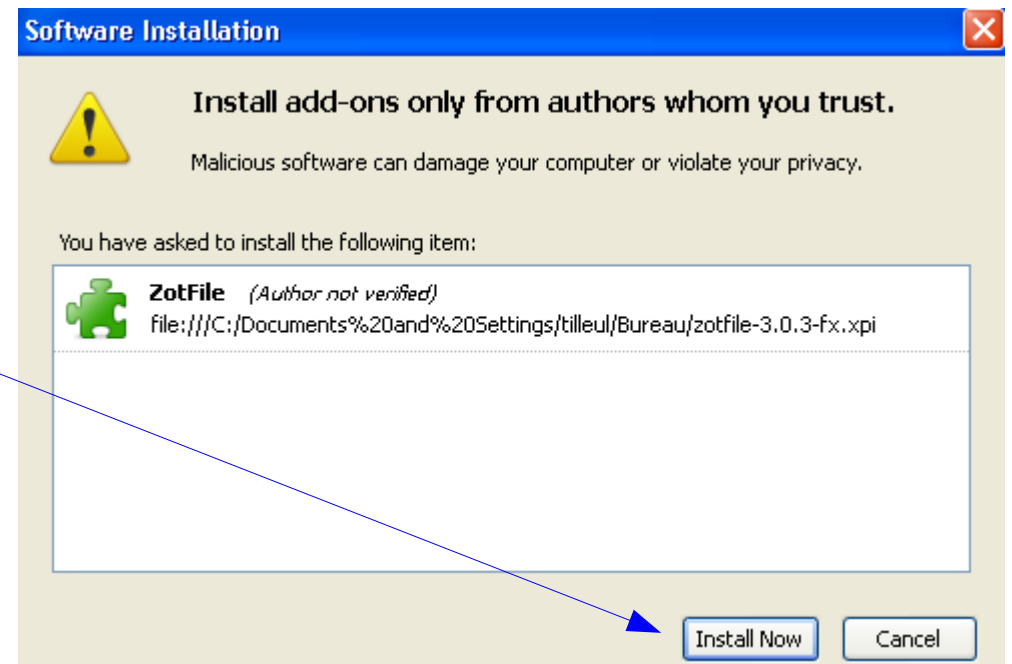 Software Installation
Install add-ons only from authors whom you trust.
Malicious software can damage your computer or violate your privacy.
You have asked to install the following item:
ZotFile (Author not verified)
file:///C:/Documents%20and%20Settings/tilleul/Bureau/zotfile-3.0.3-fx.xpi
Install Now Cancel